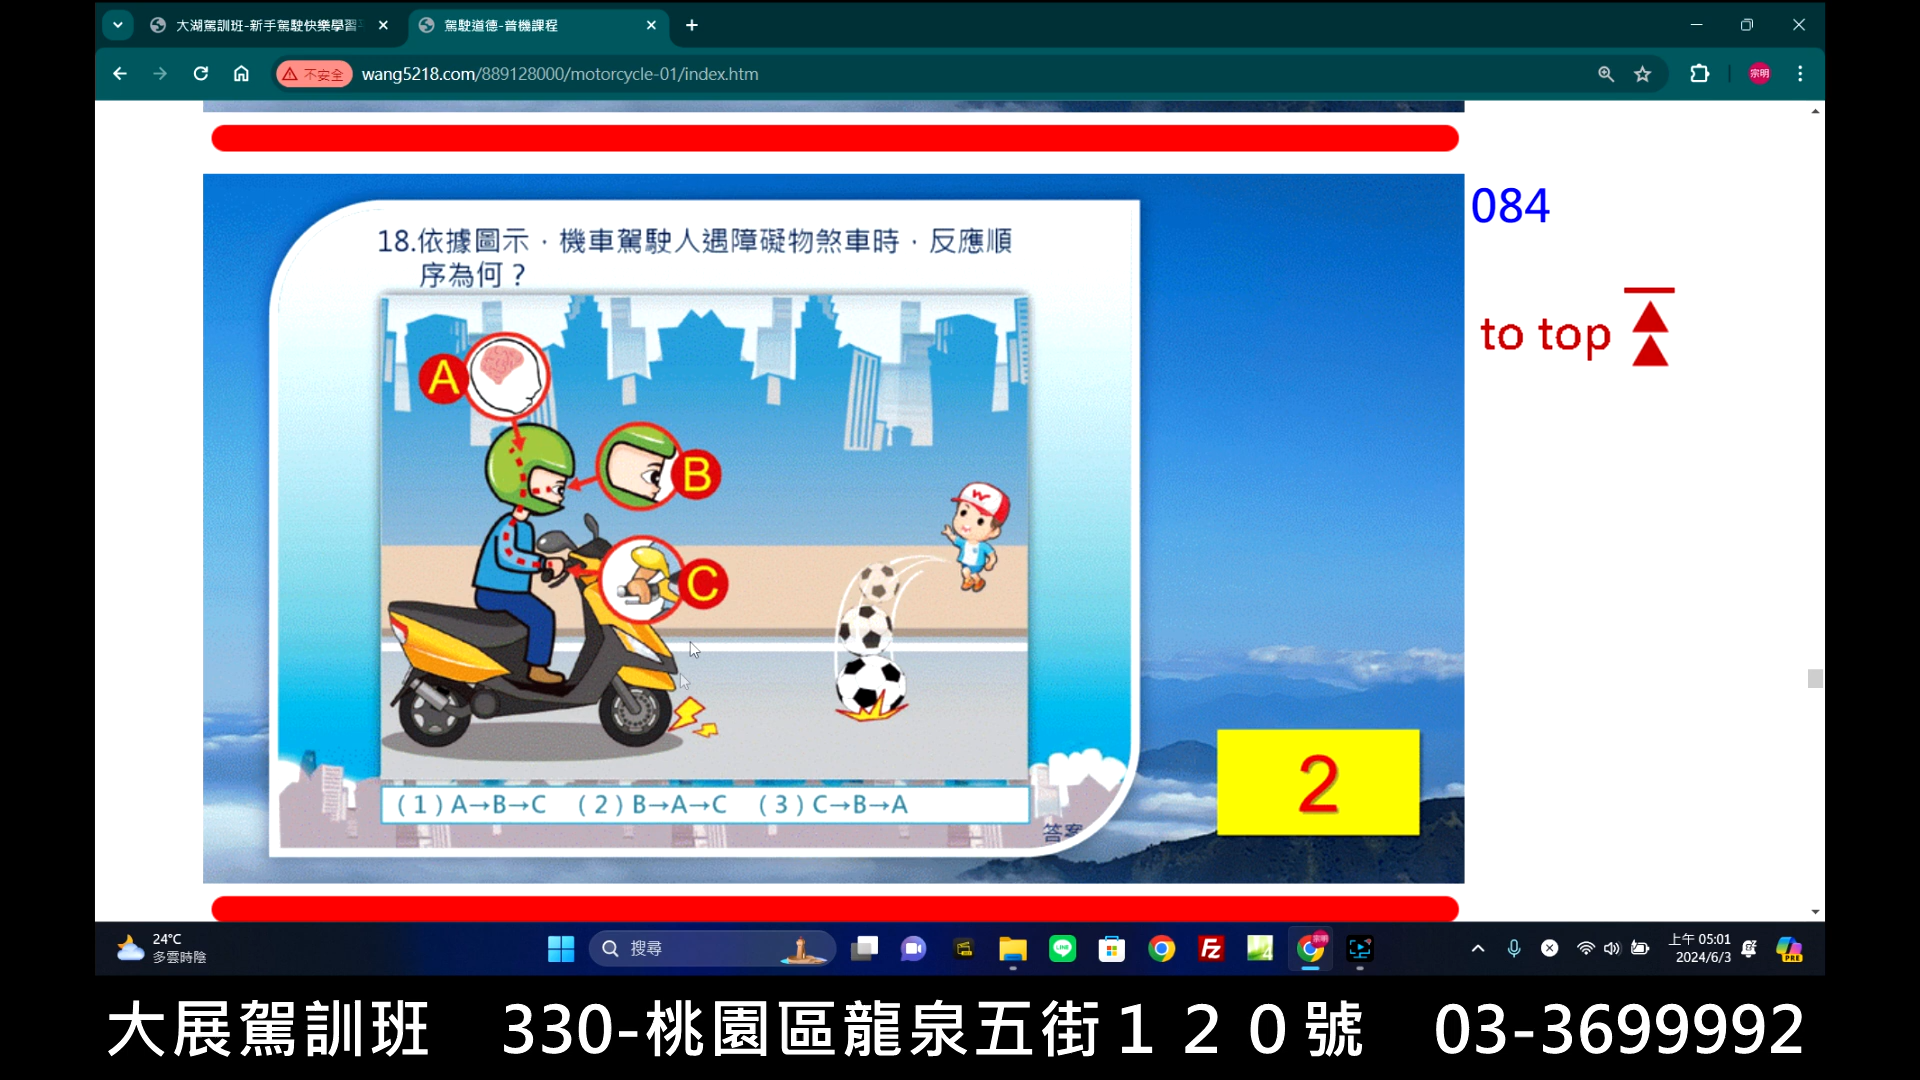 大湖駕訓班-新手駕駛快樂學習
駕駛道德-普機課程
不安全
wang5218.com/889128000/motorcycle-01/index.htm
宗明
084
to top
18.依據圖示，機車駕駛人遇障礙物煞車時，反應順
序為何？
A
B
C
W
(1) A→B→C (2) B→A→C (3) C→B→A
答案
2
24°C
多雲時陰
搜尋
上午 05:01
2024/6/3
大展駕訓班 330-桃園區龍泉五街１２０號 03-3699992